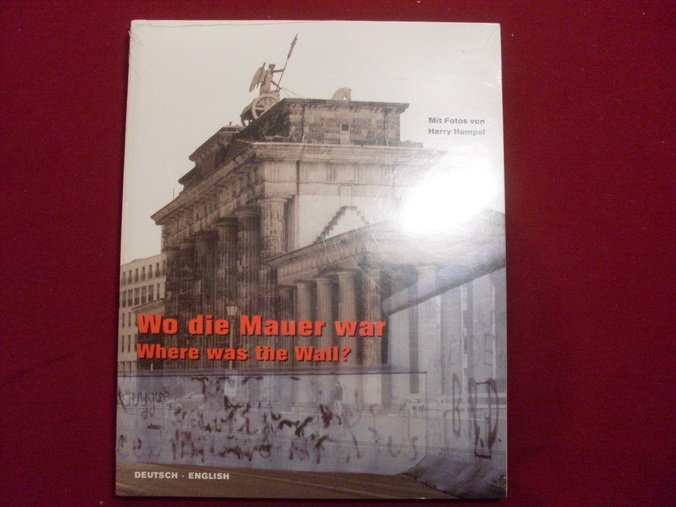 Mit Fotos von
Harry Hampel
Wo die Mauer war
Where was the Wall?
DEUTSCH · ENGLISH